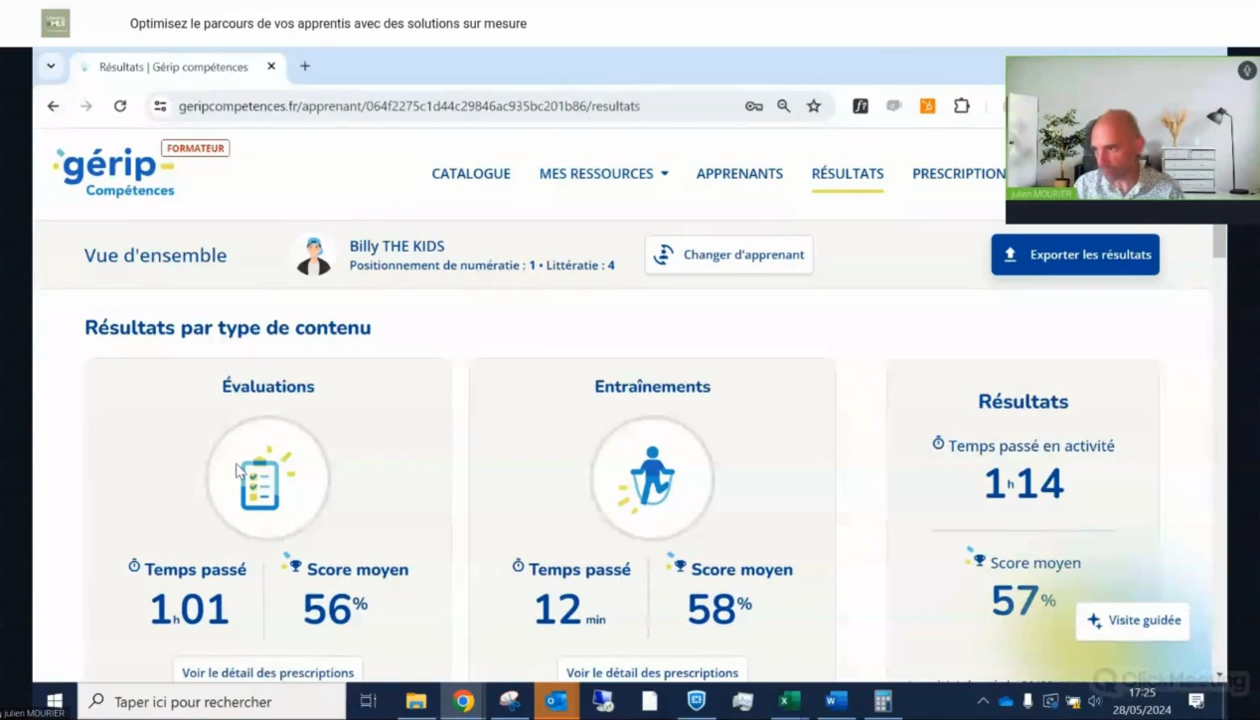 Optimisez le parcours de vos apprentis avec des solutions sur mesure
Résultats | Gérip compétences
geripcompetences.fr/apprenant/064f2275c1d44c29846ac935bc201b86/resultats
gérip
Compétences
FORMATEUR
CATALOGUE
MES RESSOURCES
APPRENANTS
RÉSULTATS
PRESCRIPTION
julien MOURIER
Vue d'ensemble
Billy THE KIDS
Positionnement de numératie : 1 • Littératie : 4
Changer d'apprenant
Exporter les résultats
Résultats par type de contenu
Évaluations
Temps passé
1h01
Score moyen
56%
Voir le détail des prescriptions
Entraînements
Temps passé
12 min
Score moyen
58%
Voir le détail des prescriptions
Résultats
Temps passé en activité
1h14
Score moyen
57%
Visite guidée
ClickMeeting
Taper ici pour rechercher
17:25
28/05/2024
julien MOURIER